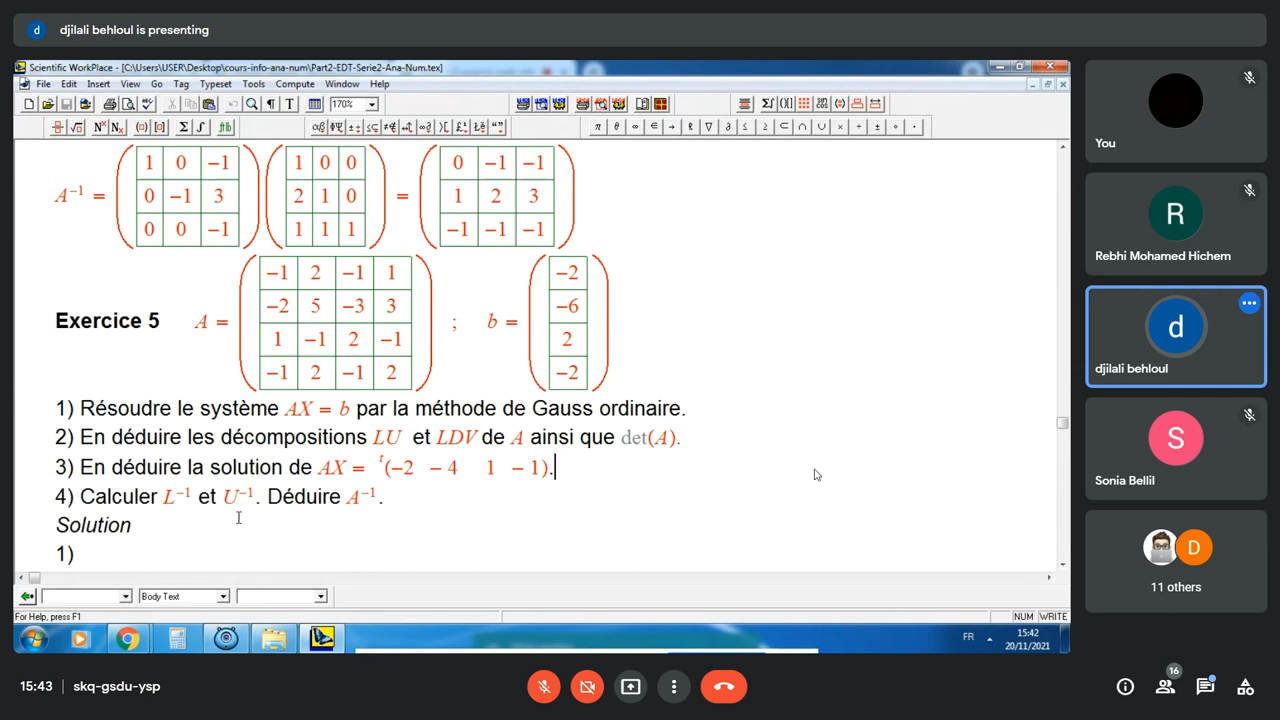 d djilali behloul is presenting
Scientific WorkPlace - [C:\Users\USER\Desktop\cours-info-ana-num\Part2-EDT-Serie2-Ana-Num.tex]
File Edit Insert View Go Tag Typeset Tools Window Help
170%
A⁻¹ = ( 1 0 −1 ) ( 1 0 0 ) = ( 0 −1 −1 )
0 −1 3 2 1 0 1 2 3
0 0 −1 1 1 1 −1 −1 −1
Exercice 5 A = ; b =
−1 2 −1 1 −2
−2 5 −3 3 −6
1 −1 2 −1 2
−1 2 −1 2 −2
1) Résoudre le système AX = b par la méthode de Gauss ordinaire.
2) En déduire les décompositions LU et LDV de A ainsi que det(A).
3) En déduire la solution de AX = ᵗ(−2 − 4 1 − 1).
4) Calculer L⁻¹ et U⁻¹. Déduire A⁻¹.
Solution
1)
Body Text
For Help, press F1
NUM WRITE
FR 15:42
20/11/2021
You
R
Rebhi Mohamed Hichem
d
djilali behloul
S
Sonia Bellil
D
11 others
15:43 | skq-gsdu-ysp
16